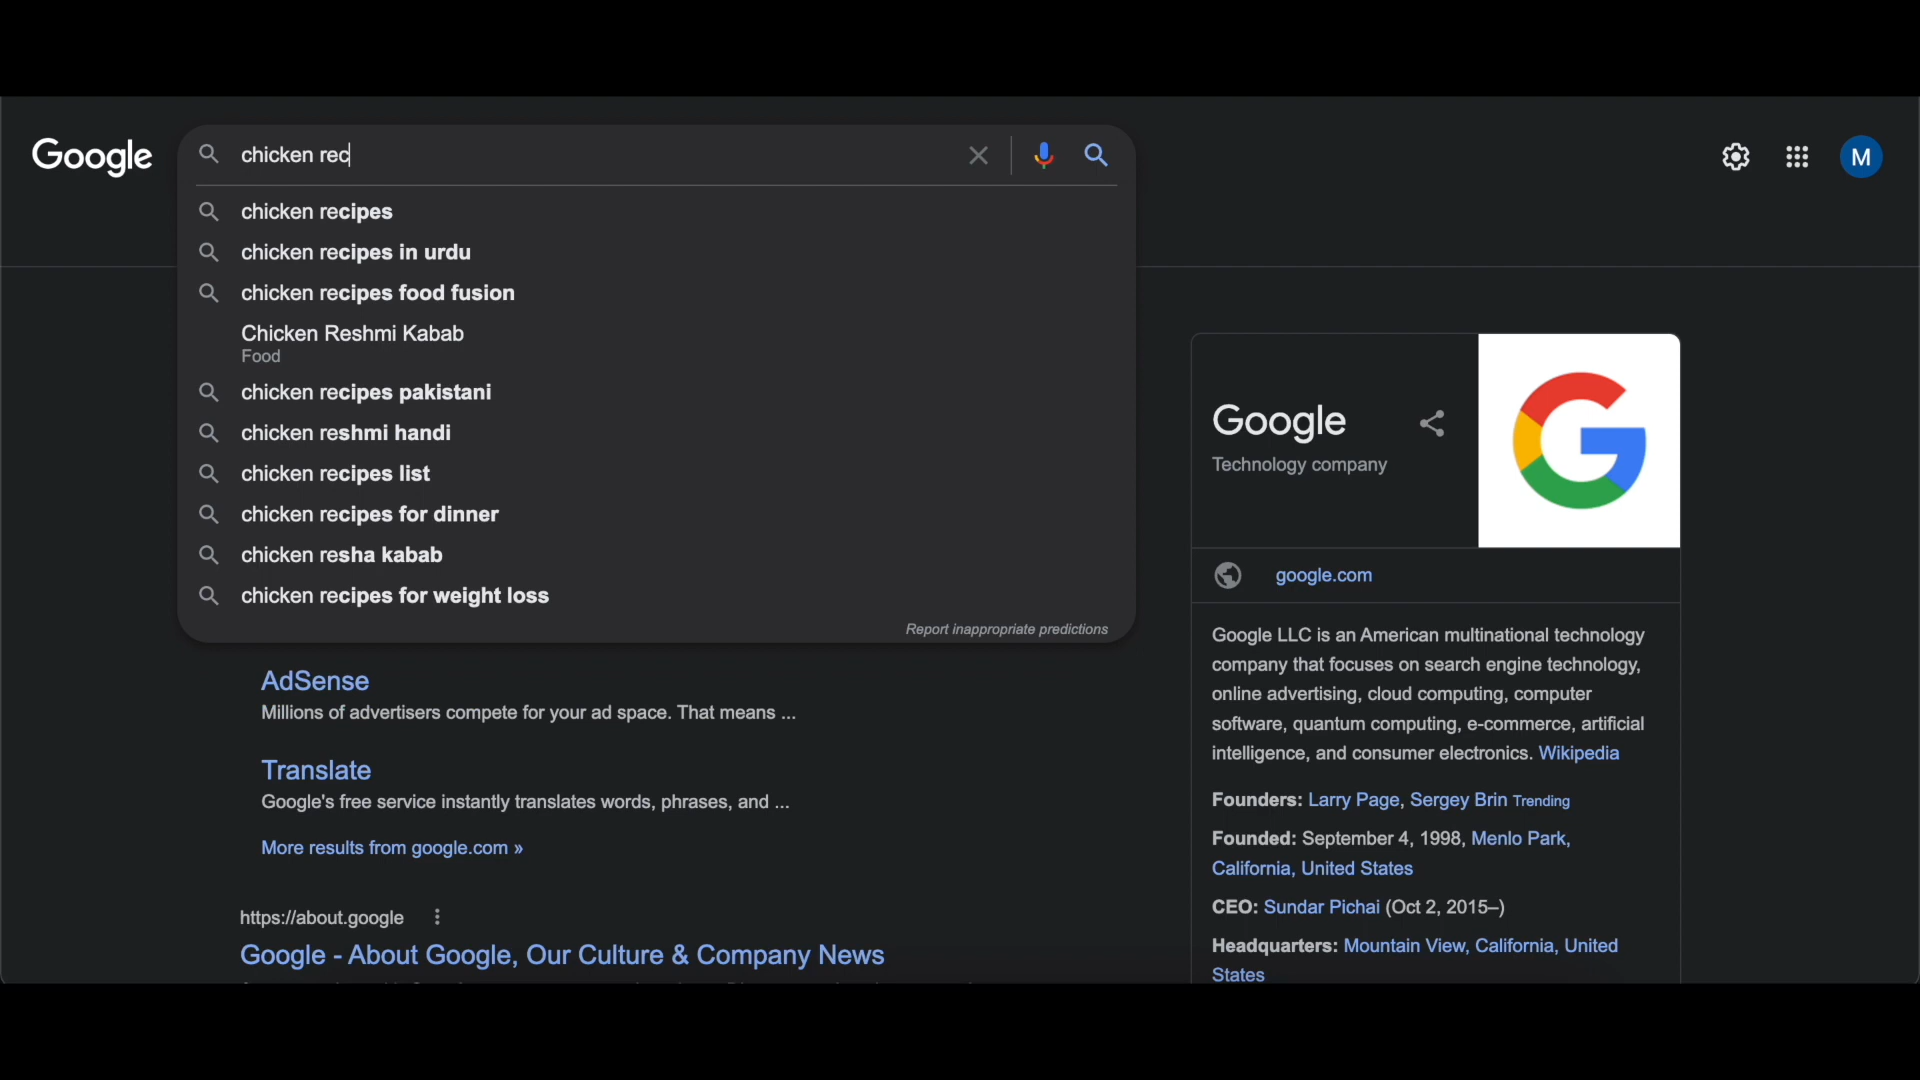 Google
chicken rec
M
chicken recipes
chicken recipes in urdu
chicken recipes food fusion
Chicken Reshmi Kabab
Food
chicken recipes pakistani
chicken reshmi handi
chicken recipes list
chicken recipes for dinner
chicken resha kabab
chicken recipes for weight loss
Report inappropriate predictions
AdSense
Millions of advertisers compete for your ad space. That means ...
Translate
Google's free service instantly translates words, phrases, and ...
More results from google.com »
https://about.google
Google - About Google, Our Culture & Company News
Google
Technology company
G
google.com
Google LLC is an American multinational technology
company that focuses on search engine technology,
online advertising, cloud computing, computer
software, quantum computing, e-commerce, artificial
intelligence, and consumer electronics. Wikipedia
Founders: Larry Page, Sergey Brin Trending
Founded: September 4, 1998, Menlo Park,
California, United States
CEO: Sundar Pichai (Oct 2, 2015–)
Headquarters: Mountain View, California, United
States